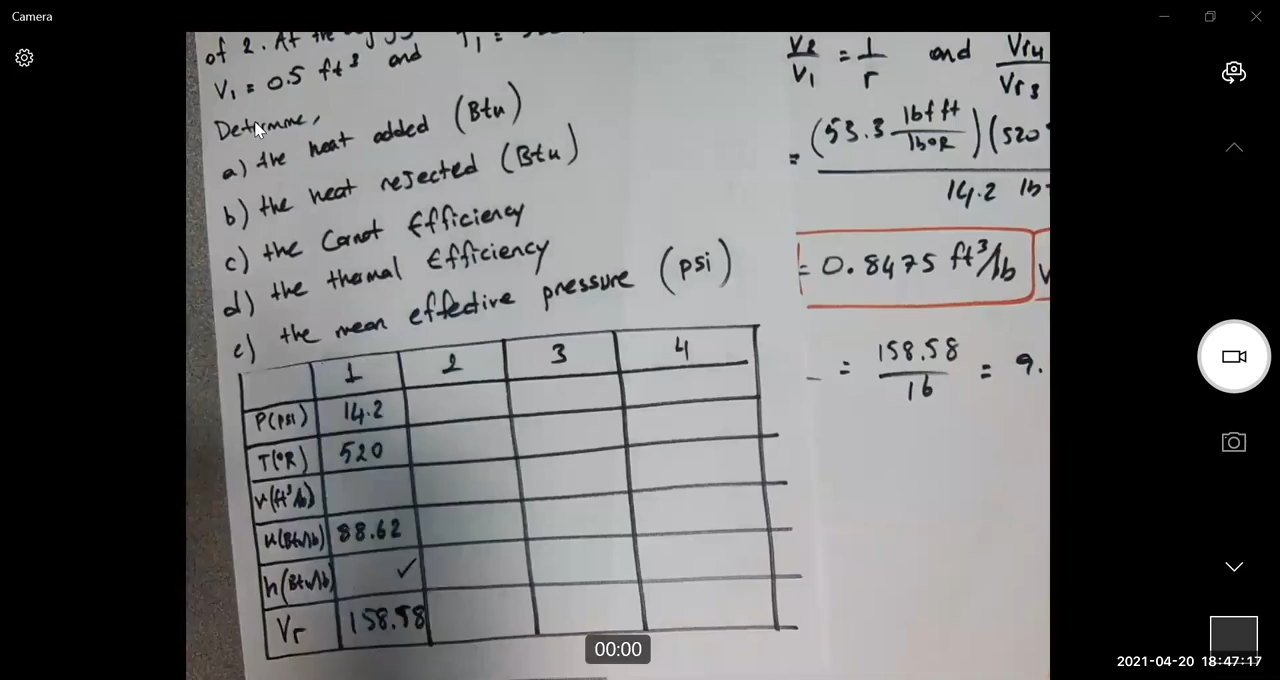 Camera
of 2. At the
V₁ = 0.5 ft³ and T₁ =
Determine,
a) the heat added (Btu)
b) the heat rejected (Btu)
c) the Carnot Efficiency
d) the thermal Efficiency
e) the mean effective pressure (psi)
1 2 3 4
P(psi) 14.2
T(°R) 520
v(ft³/lb)
u(Btu/lb) 88.62
h(Btu/lb) ✓
Vr 158.58
V2/V1 = 1/r and Vr4/Vr3
= (53.3 lbf ft/lb°R)(520
14.2 lb
= 0.8475 ft³/lb
= 158.58/16 = 9.
00:00
2021-04-20 18:47:17